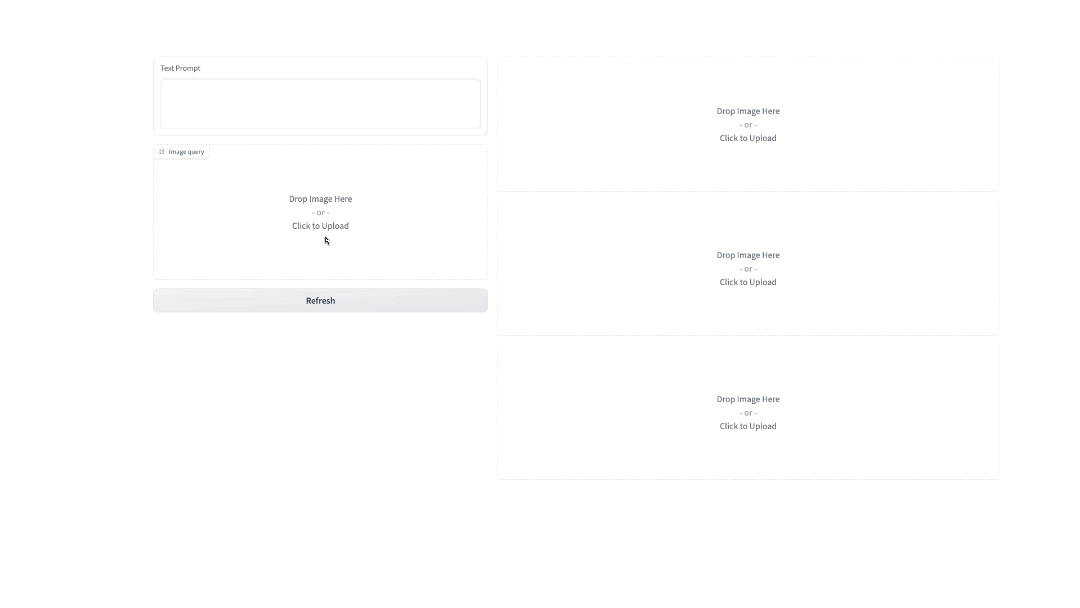 Text Prompt
Image query
Drop Image Here
- or -
Click to Upload
Refresh
Drop Image Here
- or -
Click to Upload
Drop Image Here
- or -
Click to Upload
Drop Image Here
- or -
Click to Upload